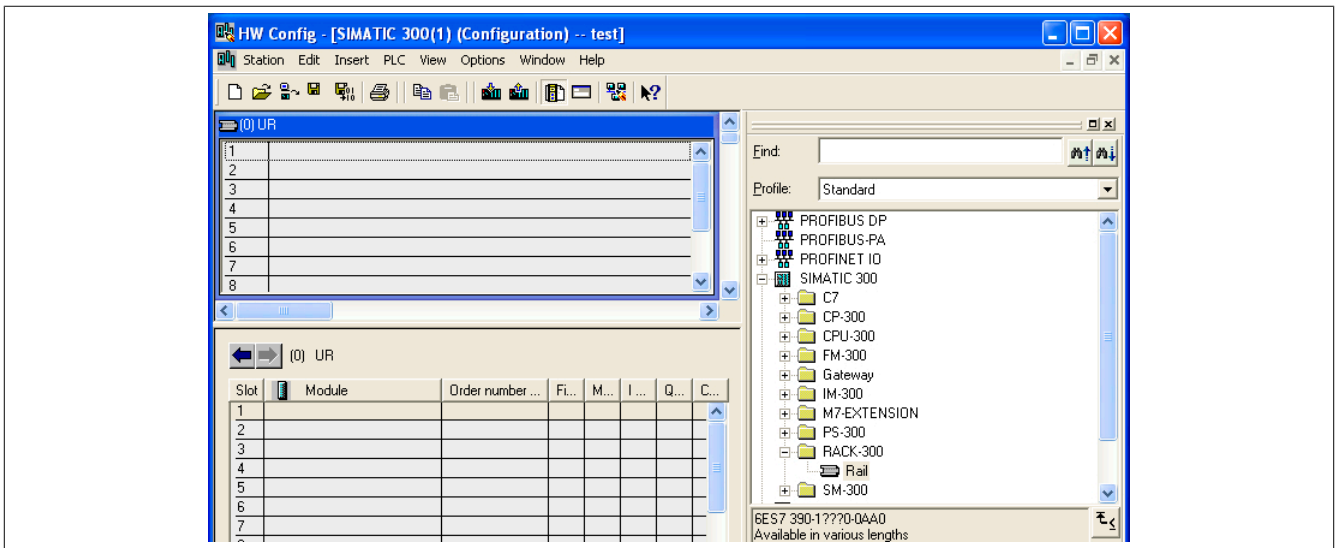 HW Config - [SIMATIC 300(1) (Configuration) -- test]
Station Edit Insert PLC View Options Window Help
(0) UR
1
2
3
4
5
6
7
8
(0) UR
Slot Module Order number ... Fi... M... I ... Q... C...
1
2
3
4
5
6
7
Find:
Profile: Standard
PROFIBUS DP
PROFIBUS-PA
PROFINET IO
SIMATIC 300
C7
CP-300
CPU-300
FM-300
Gateway
IM-300
M7-EXTENSION
PS-300
RACK-300
Rail
SM-300
6ES7 390-1???0-0AA0
Available in various lengths